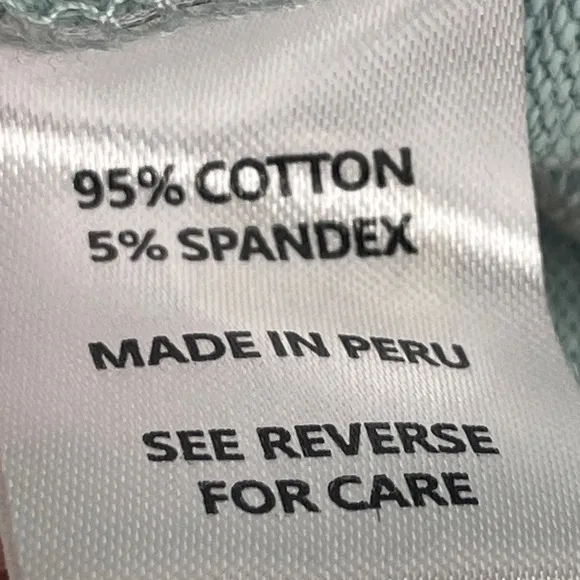 95% COTTON
5% SPANDEX
MADE IN PERU
SEE REVERSE
FOR CARE